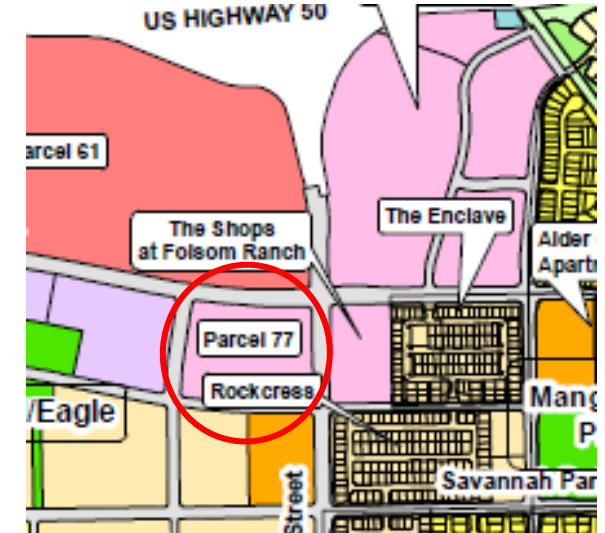 US HIGHWAY 50
arcel 61
The Enclave
The Shops
at Folsom Ranch
Alder
Apart
Parcel 77
Rockcress
/Eagle
Mang
P
Savannah Par
Street